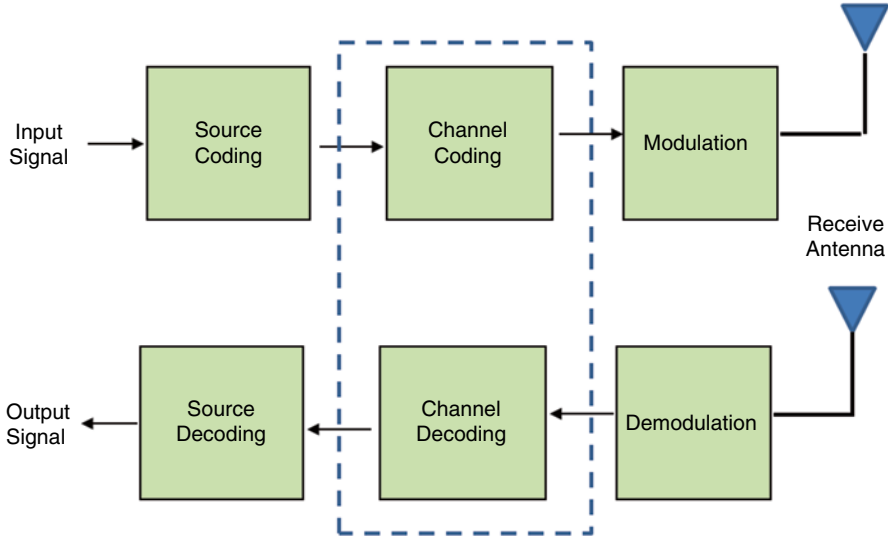 Input
Signal
Source
Coding
Channel
Coding
Modulation
Receive
Antenna
Output
Signal
Source
Decoding
Channel
Decoding
Demodulation